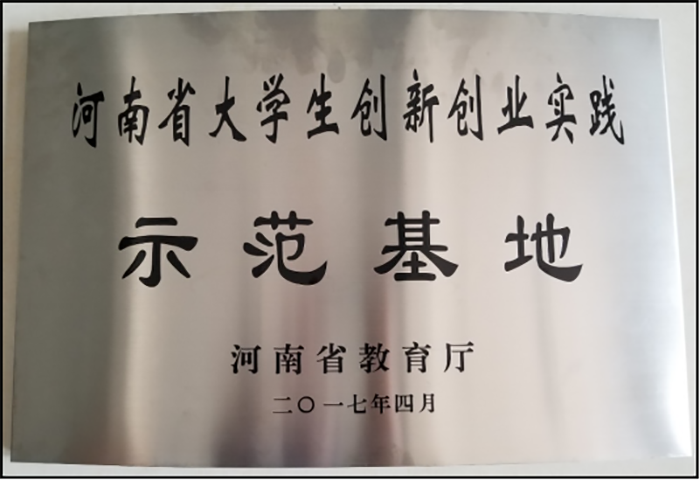 河南省大学生创新创业实践
示范基地
河南省教育厅
二〇一七年四月